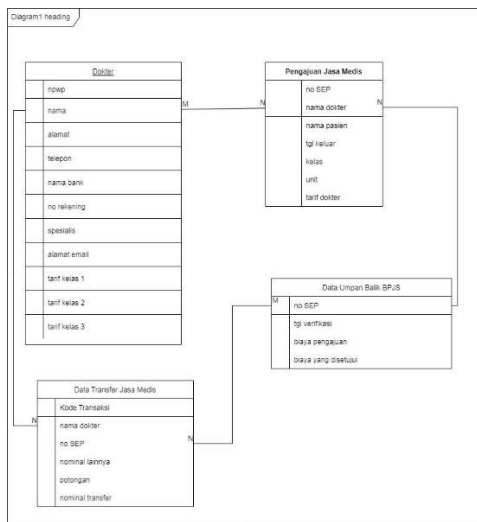 Diagram1 heading
Dokter
npwp
nama
alamat
telepon
nama bank
no rekening
spesialis
alamat email
tarif kelas 1
tarif kelas 2
tarif kelas 3
M
N
Pengajuan Jasa Medis
no SEP
nama dokter
N
nama pasien
tgl keluar
kelas
unit
tarif dokter
Data Umpan Balik BPJS
M
no SEP
tgl verifikasi
biaya pengajuan
biaya yang disetujui
Data Transfer Jasa Medis
Kode Transaksi
N
nama dokter
no SEP
N
nominal lainnya
potongan
nominal transfer